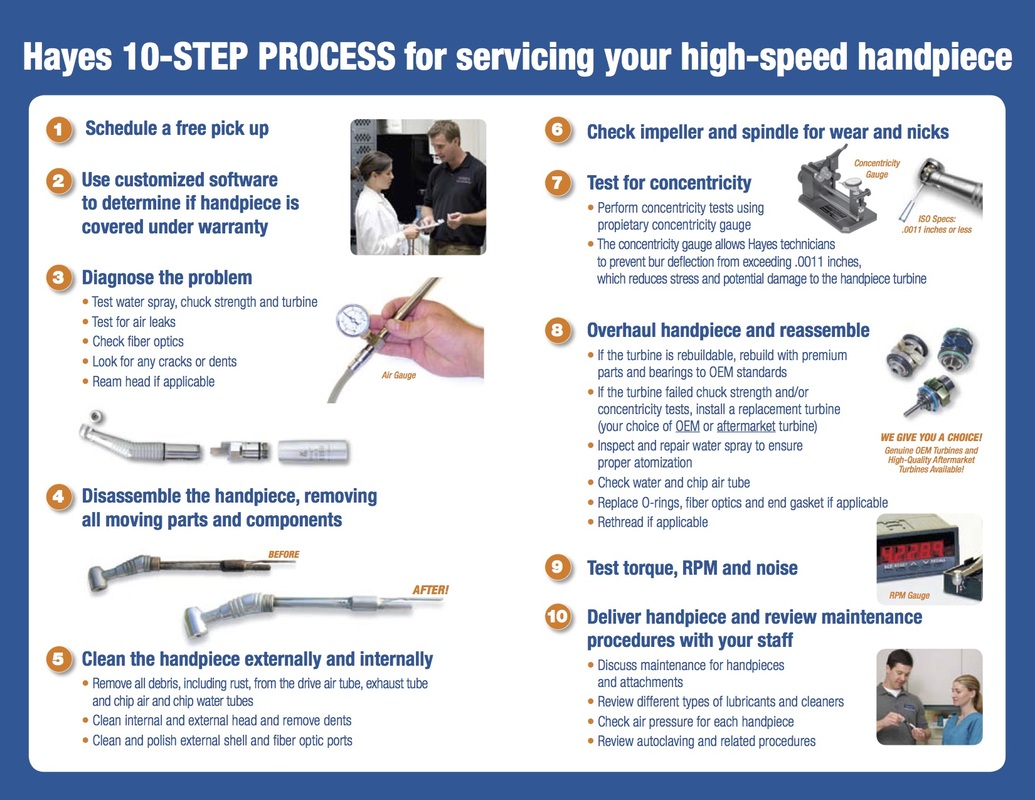 Hayes 10-STEP PROCESS for servicing your high-speed handpiece
1 Schedule a free pick up
2 Use customized software
to determine if handpiece is
covered under warranty
3 Diagnose the problem
• Test water spray, chuck strength and turbine
• Test for air leaks
• Check fiber optics
• Look for any cracks or dents
• Ream head if applicable
Air Gauge
4 Disassemble the handpiece, removing
all moving parts and components
BEFORE
AFTER!
5 Clean the handpiece externally and internally
• Remove all debris, including rust, from the drive air tube, exhaust tube
and chip air and chip water tubes
• Clean internal and external head and remove dents
• Clean and polish external shell and fiber optic ports
6 Check impeller and spindle for wear and nicks
7 Test for concentricity
• Perform concentricity tests using
propietary concentricity gauge
• The concentricity gauge allows Hayes technicians
to prevent bur deflection from exceeding .0011 inches,
which reduces stress and potential damage to the handpiece turbine
Concentricity
Gauge
ISO Specs:
.0011 inches or less
8 Overhaul handpiece and reassemble
• If the turbine is rebuildable, rebuild with premium
parts and bearings to OEM standards
• If the turbine failed chuck strength and/or
concentricity tests, install a replacement turbine
(your choice of OEM or aftermarket turbine)
• Inspect and repair water spray to ensure
proper atomization
• Check water and chip air tube
• Replace O-rings, fiber optics and end gasket if applicable
• Rethread if applicable
WE GIVE YOU A CHOICE!
Genuine OEM Turbines and
High-Quality Aftermarket
Turbines Available!
9 Test torque, RPM and noise
42289
RPM Gauge
10 Deliver handpiece and review maintenance
procedures with your staff
• Discuss maintenance for handpieces
and attachments
• Review different types of lubricants and cleaners
• Check air pressure for each handpiece
• Review autoclaving and related procedures